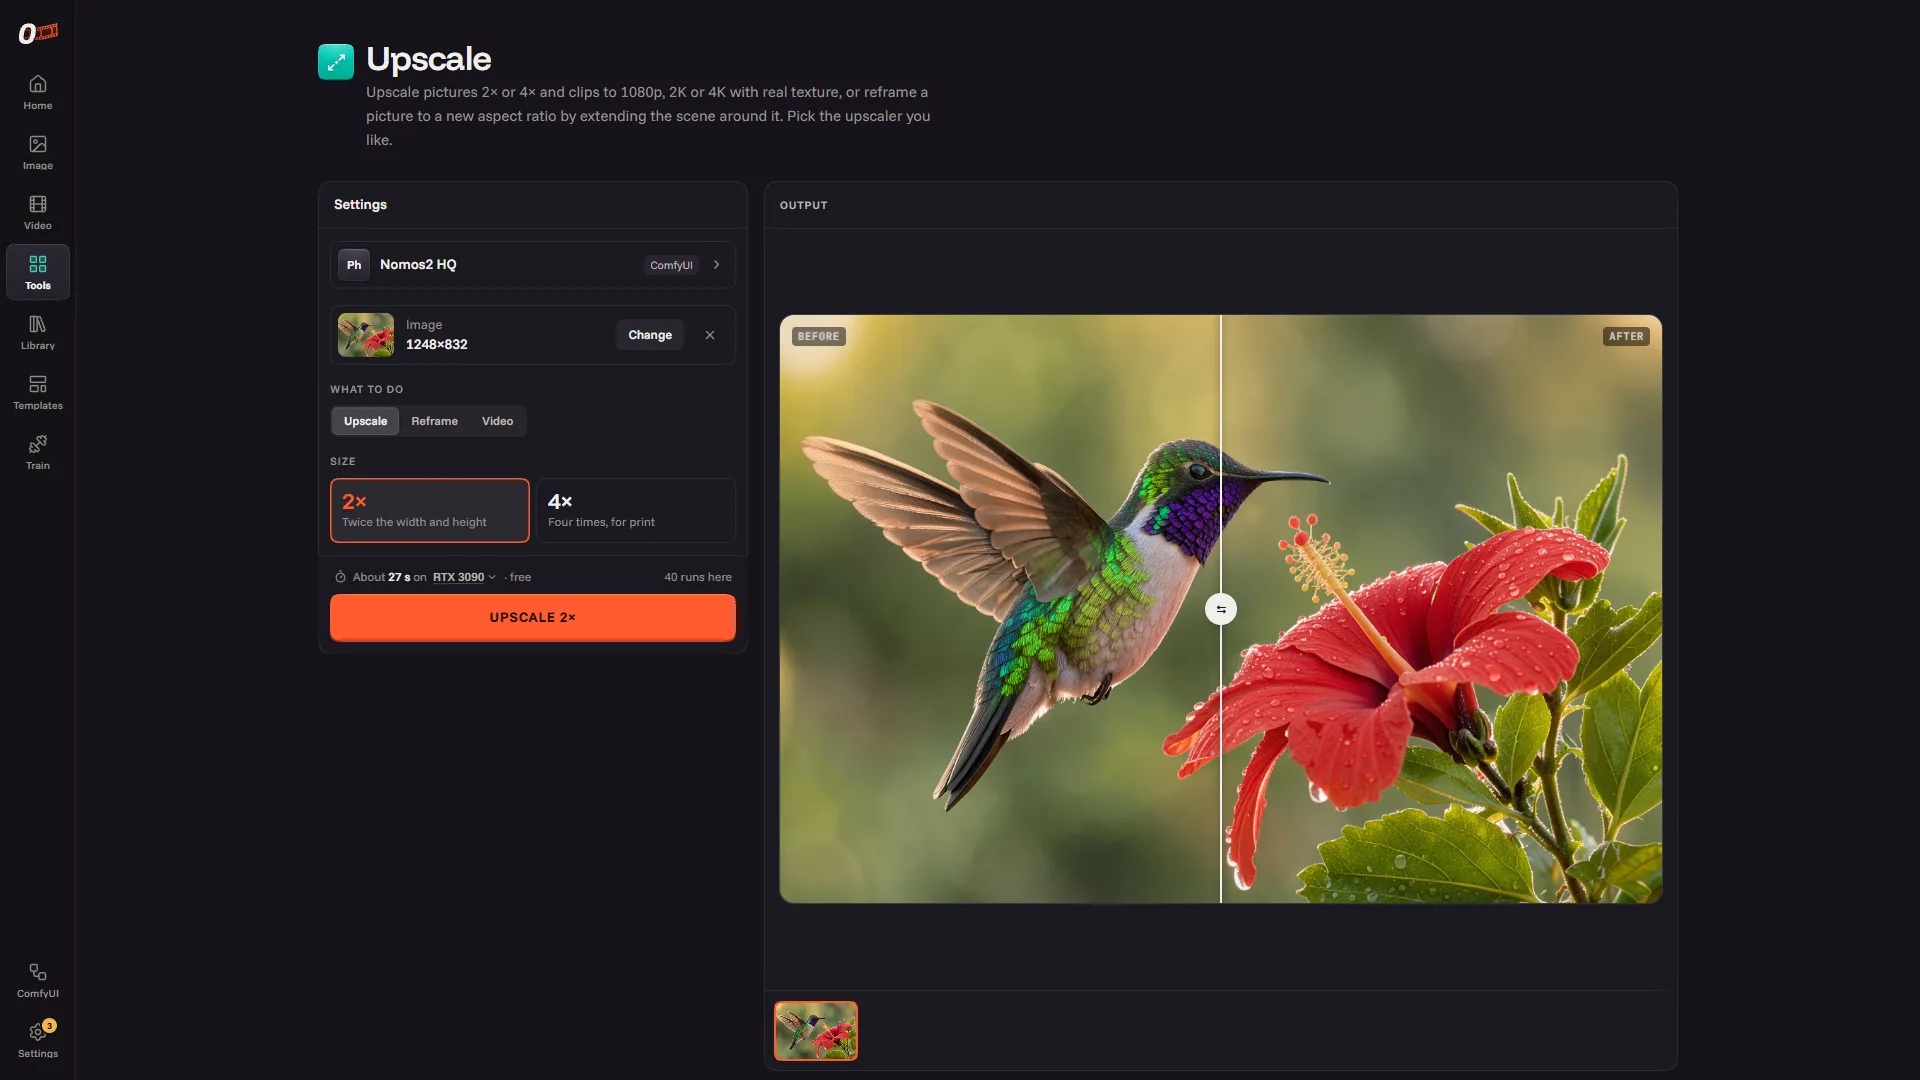 Home
Image
Video
Tools
Library
Templates
Train
ComfyUI
3
Settings
Upscale
Upscale pictures 2× or 4× and clips to 1080p, 2K or 4K with real texture, or reframe a
picture to a new aspect ratio by extending the scene around it. Pick the upscaler you
like.
Settings
Ph Nomos2 HQ ComfyUI
Image
1248×832
Change
WHAT TO DO
Upscale Reframe Video
SIZE
2×
Twice the width and height
4×
Four times, for print
About 27 s on RTX 3090 · free
40 runs here
UPSCALE 2×
OUTPUT
BEFORE
AFTER